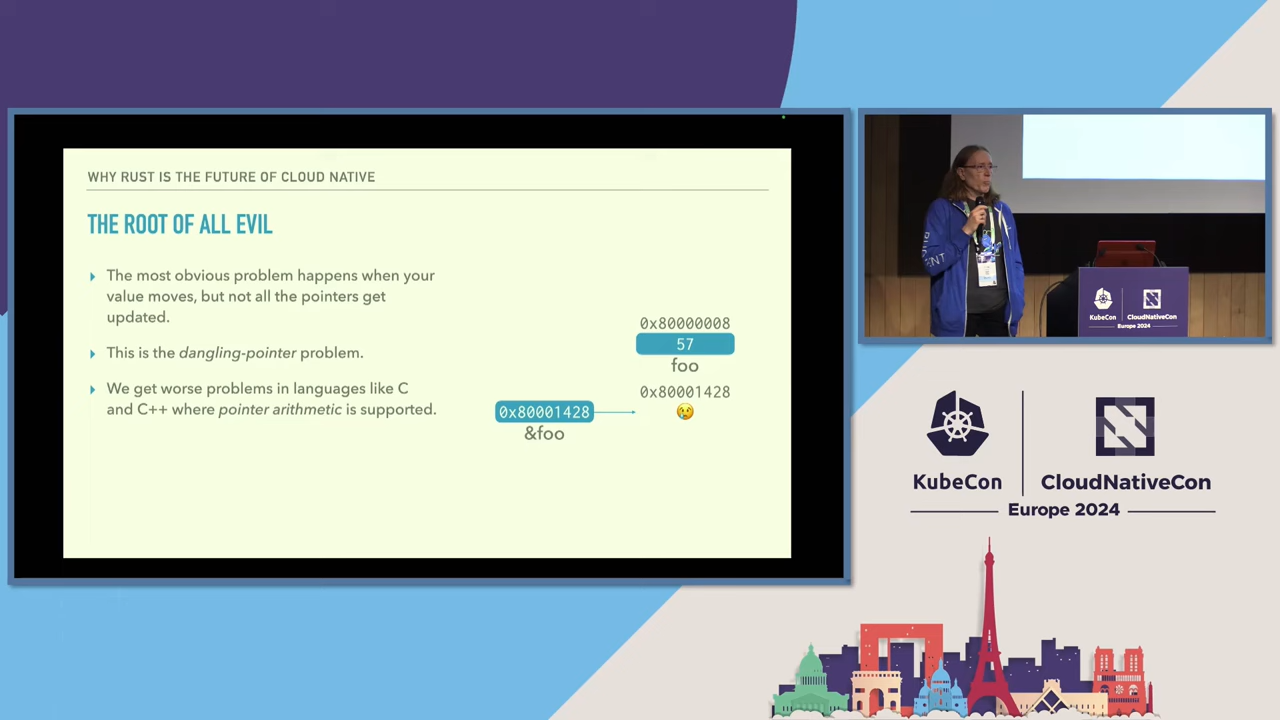 WHY RUST IS THE FUTURE OF CLOUD NATIVE
THE ROOT OF ALL EVIL
The most obvious problem happens when your
value moves, but not all the pointers get
updated.
This is the dangling-pointer problem.
We get worse problems in languages like C
and C++ where pointer arithmetic is supported.
0x80000008
57
foo
0x80001428
0x80001428
&foo
KubeCon
CloudNativeCon
Europe 2024
KubeCon
CloudNativeCon
Europe 2024